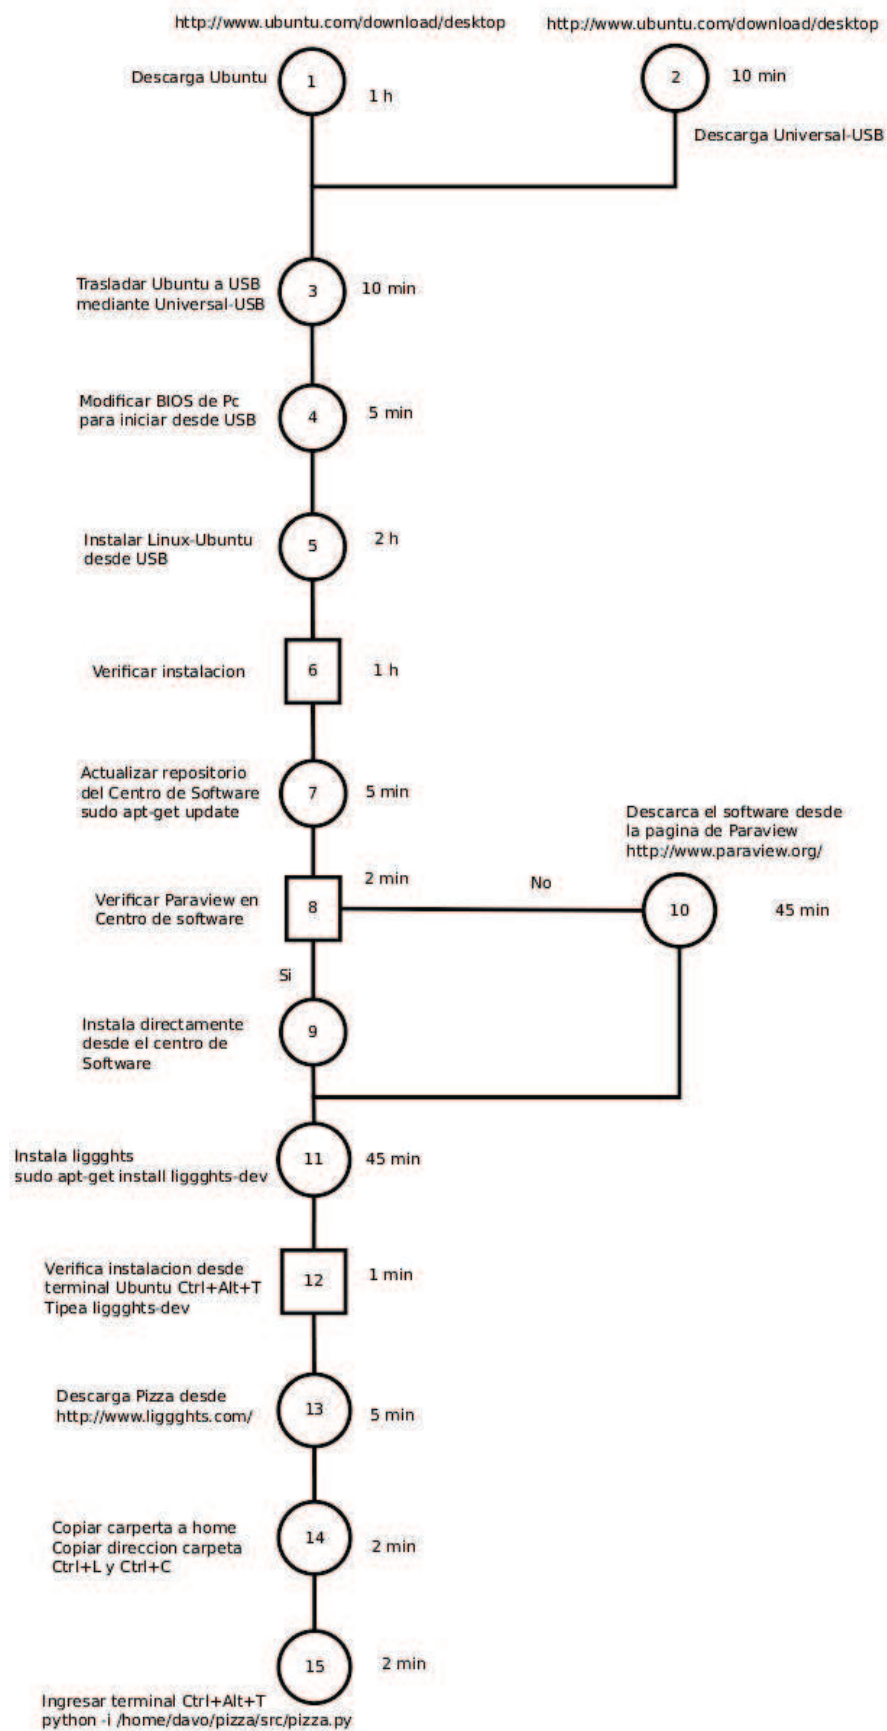 http://www.ubuntu.com/download/desktop
http://www.ubuntu.com/download/desktop
Descarga Ubuntu
1
1 h
2
10 min
Descarga Universal-USB
Trasladar Ubuntu a USB
mediante Universal-USB
3
10 min
Modificar BIOS de Pc
para iniciar desde USB
4
5 min
Instalar Linux-Ubuntu
desde USB
5
2 h
Verificar instalacion
6
1 h
Actualizar repositorio
del Centro de Software
sudo apt-get update
7
5 min
Descarca el software desde
la pagina de Paraview
http://www.paraview.org/
Verificar Paraview en
Centro de software
8
2 min
No
10
45 min
Si
Instala directamente
desde el centro de
Software
9
Instala liggghts
sudo apt-get install liggghts-dev
11
45 min
Verifica instalacion desde
terminal Ubuntu Ctrl+Alt+T
Tipea liggghts-dev
12
1 min
Descarga Pizza desde
http://www.liggghts.com/
13
5 min
Copiar carperta a home
Copiar direccion carpeta
Ctrl+L y Ctrl+C
14
2 min
15
2 min
Ingresar terminal Ctrl+Alt+T
python -i /home/davo/pizza/src/pizza.py